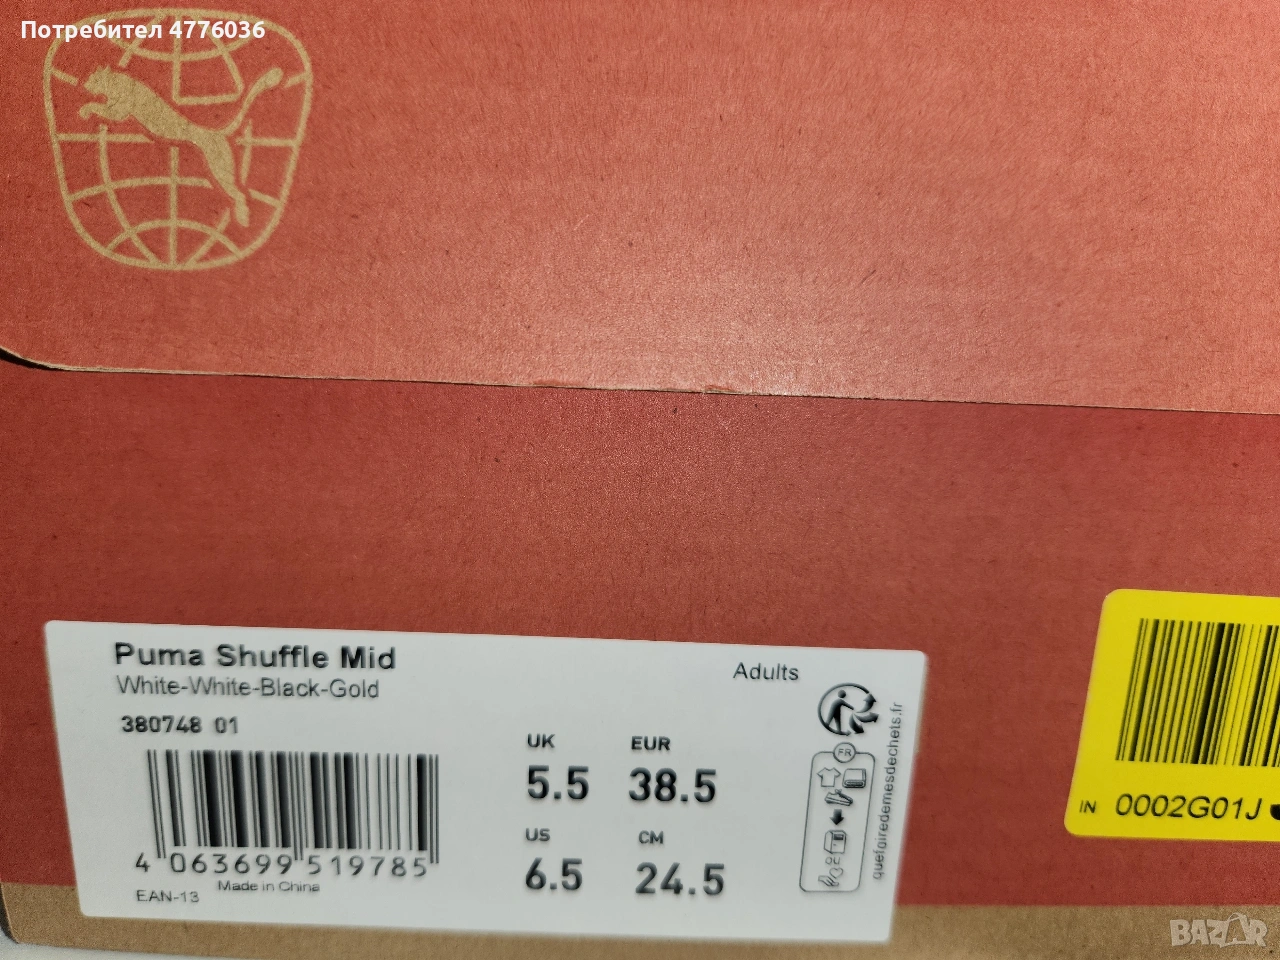 Потребител 4776036
Puma Shuffle Mid
White-White-Black-Gold
380748 01
Adults
UK
5.5
EUR
38.5
US
6.5
CM
24.5
4 063699 519785
Made in China
EAN-13
FR
quefairedemesdechets.fr
IN 0002G01J
BAZAR